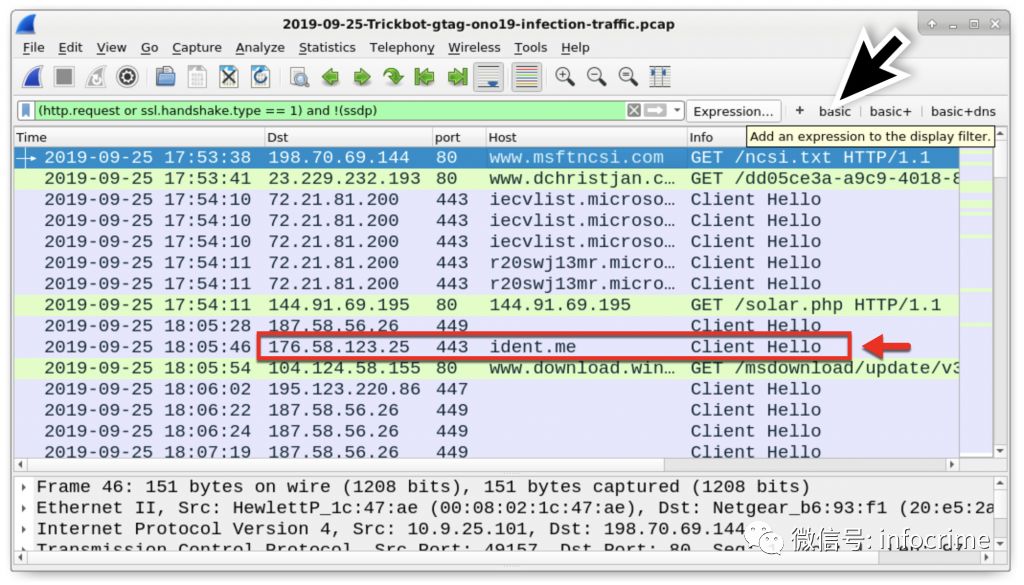 2019-09-25-Trickbot-gtag-ono19-infection-traffic.pcap
File Edit View Go Capture Analyze Statistics Telephony Wireless Tools Help
(http.request or ssl.handshake.type == 1) and !(ssdp) Expression... + basic basic+ basic+dns
Add an expression to the display filter.
Time Dst port Host Info
2019-09-25 17:53:38 198.70.69.144 80 www.msftncsi.com GET /ncsi.txt HTTP/1.1
2019-09-25 17:53:41 23.229.232.193 80 www.dchristjan.c… GET /dd05ce3a-a9c9-4018-8
2019-09-25 17:54:10 72.21.81.200 443 iecvlist.microso… Client Hello
2019-09-25 17:54:10 72.21.81.200 443 iecvlist.microso… Client Hello
2019-09-25 17:54:10 72.21.81.200 443 iecvlist.microso… Client Hello
2019-09-25 17:54:11 72.21.81.200 443 r20swj13mr.micro… Client Hello
2019-09-25 17:54:11 72.21.81.200 443 r20swj13mr.micro… Client Hello
2019-09-25 17:54:11 144.91.69.195 80 144.91.69.195 GET /solar.php HTTP/1.1
2019-09-25 18:05:28 187.58.56.26 449 Client Hello
2019-09-25 18:05:46 176.58.123.25 443 ident.me Client Hello
2019-09-25 18:05:54 104.124.58.155 80 www.download.win… GET /msdownload/update/v3
2019-09-25 18:06:02 195.123.220.86 447 Client Hello
2019-09-25 18:06:22 187.58.56.26 449 Client Hello
2019-09-25 18:06:24 187.58.56.26 449 Client Hello
2019-09-25 18:07:19 187.58.56.26 449 Client Hello
Frame 46: 151 bytes on wire (1208 bits), 151 bytes captured (1208 bits)
Ethernet II, Src: HewlettP_1c:47:ae (00:08:02:1c:47:ae), Dst: Netgear_b6:93:f1 (20:e5:2a
Internet Protocol Version 4, Src: 10.9.25.101, Dst: 198.70.69.144
Transmission Control Protocol, Src Port: 49157, Dst Port: 80
微信号: infocrime